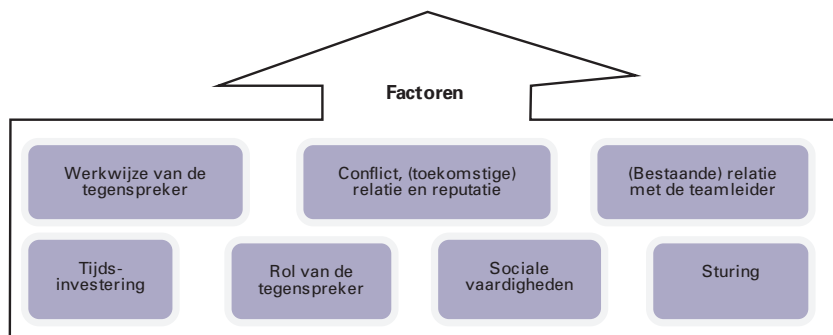 Factoren
Werkwijze van de
tegenspreker
Conflict, (toekomstige)
relatie en reputatie
(Bestaande) relatie
met de teamleider
Tijds-
investering
Rol van de
tegenspreker
Sociale
vaardigheden
Sturing